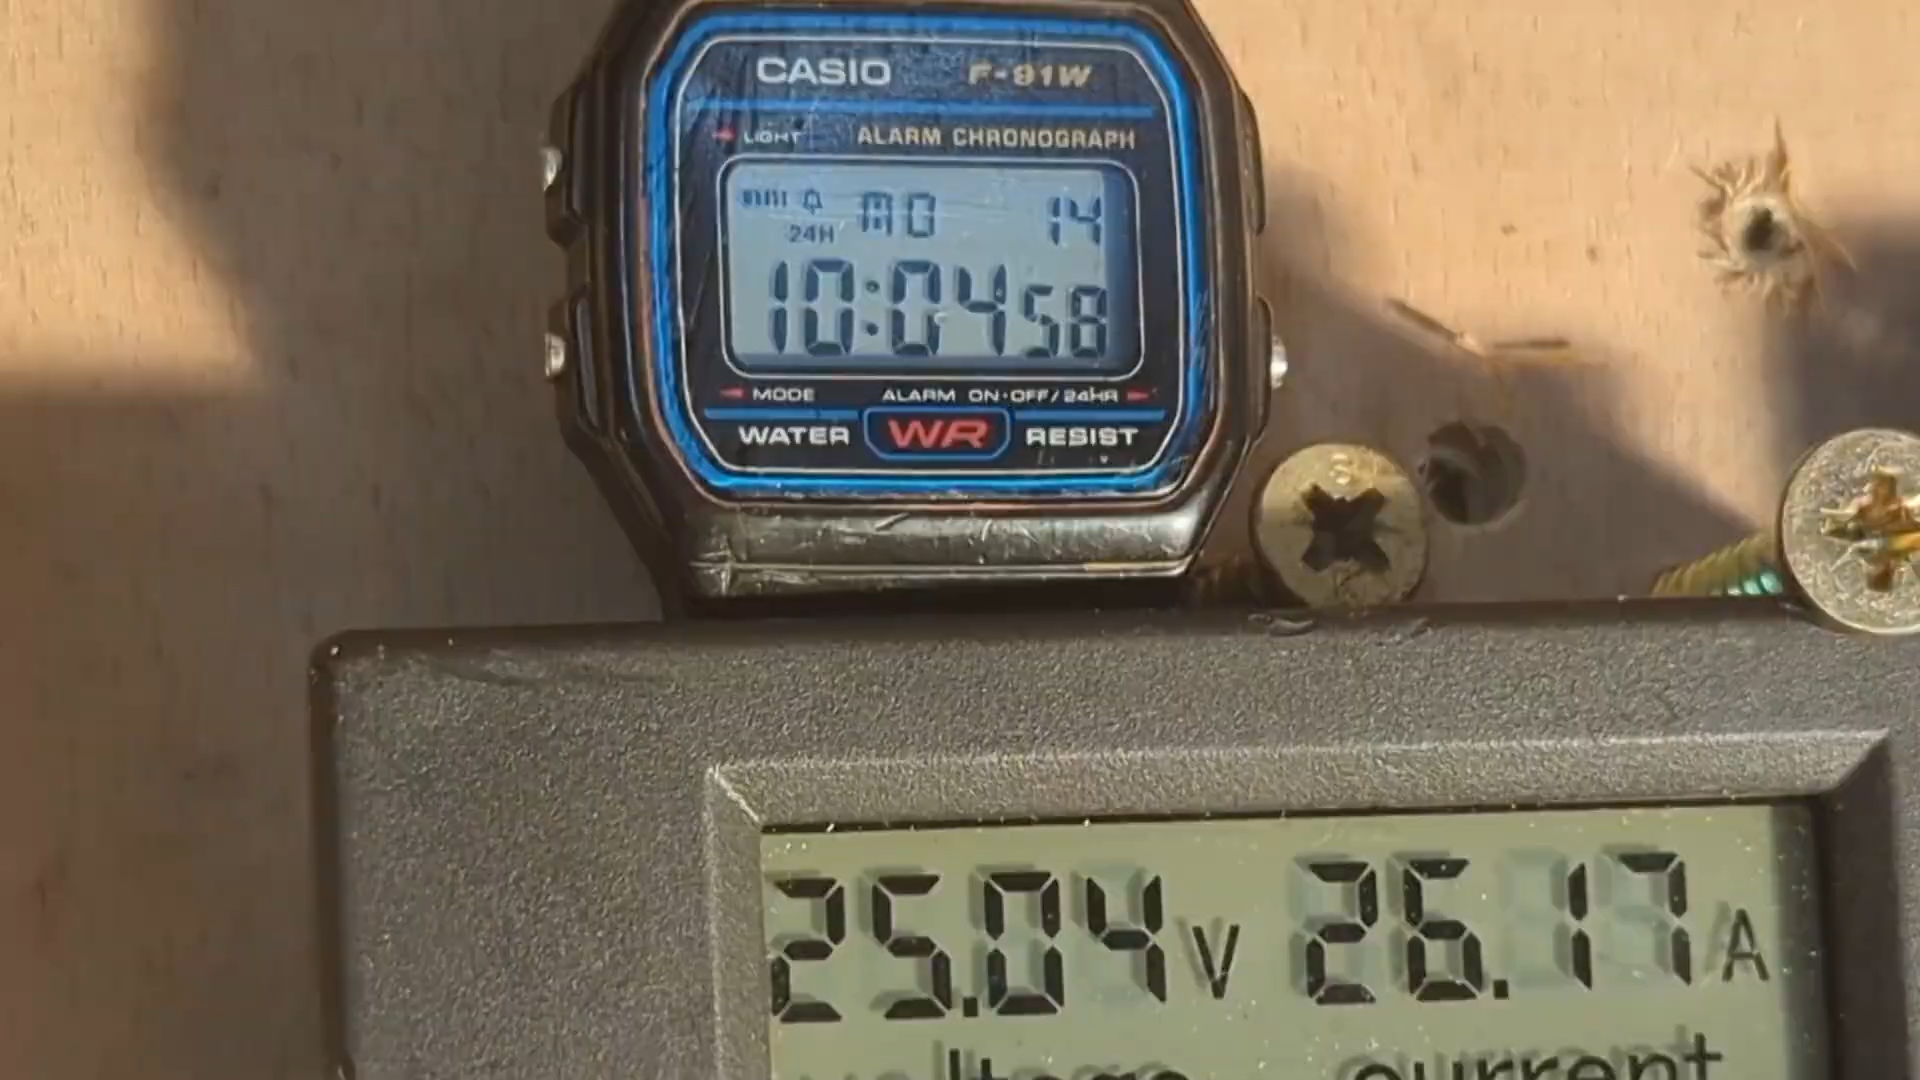 CASIO F-91W
LIGHT ALARM CHRONOGRAPH
MO 14
24H
10:04 58
MODE ALARM ON·OFF/24HR
WATER WR RESIST
25.04 V 26.17 A
current